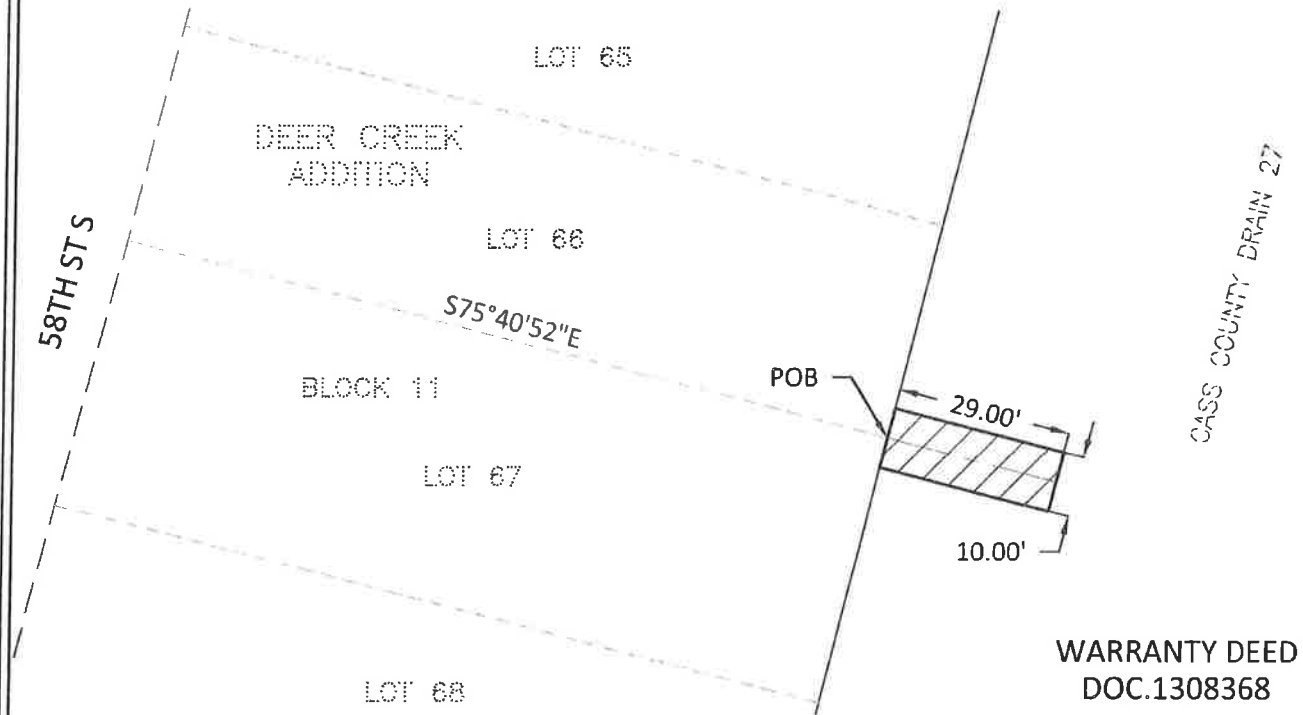 LOT 65
DEER CREEK
ADDITION
LOT 66
58TH ST S
S75°40'52"E
BLOCK 11
POB
29.00'
CASS COUNTY DRAIN 27
LOT 67
10.00'
WARRANTY DEED
DOC.1308368
LOT 68